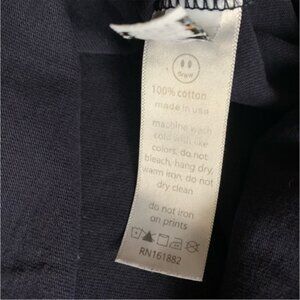 drew
100% cotton
made in usa
machine wash
cold with like
colors, do not
bleach, hang dry,
warm iron, do not
dry clean
do not iron
on prints
RN161882